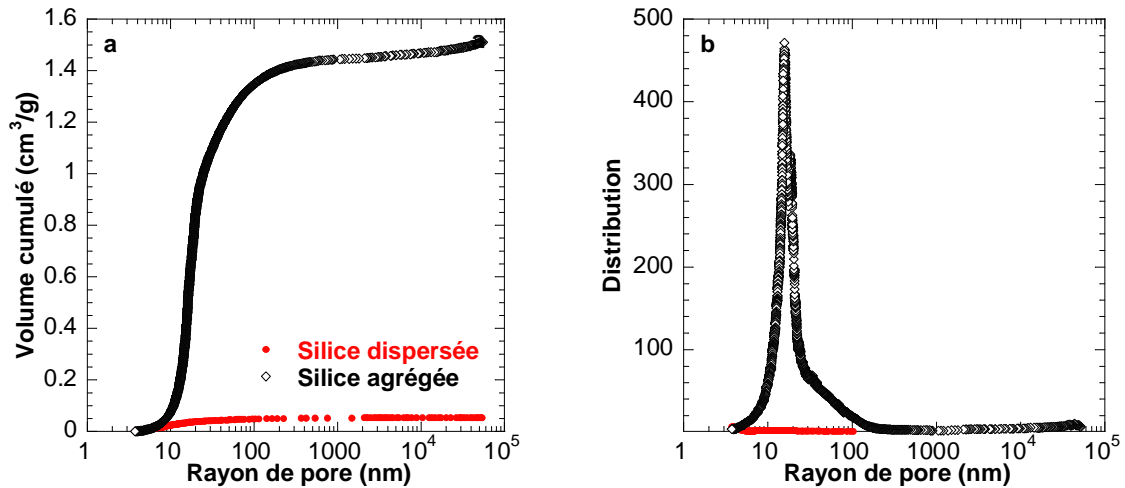 a
Volume cumulé (cm³/g)
1.6
1.4
1.2
1
0.8
0.6
0.4
0.2
0
Silice dispersée
Silice agrégée
1 10 100 1000 10⁴ 10⁵
Rayon de pore (nm)
b
Distribution
500
400
300
200
100
1 10 100 1000 10⁴ 10⁵
Rayon de pore (nm)